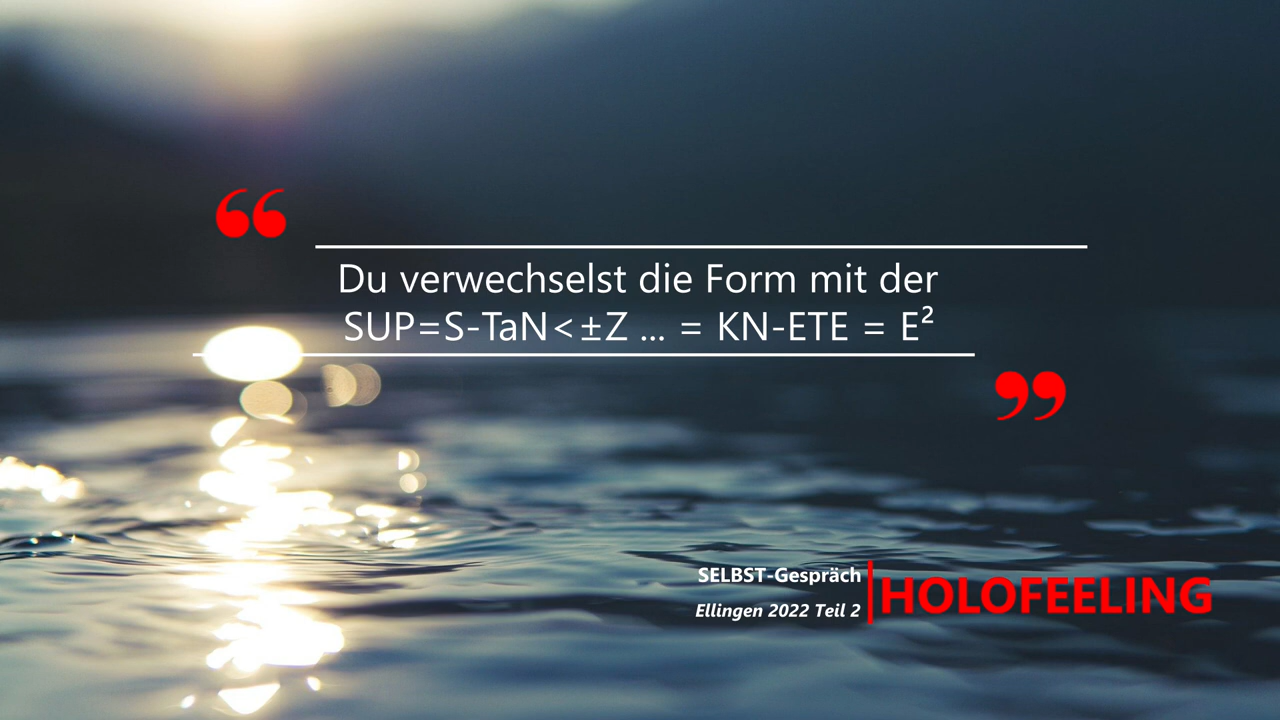 “
Du verwechselst die Form mit der
SUP=S-TaN<±Z ... = KN-ETE = E²
”
SELBST-Gespräch
Ellingen 2022 Teil 2
HOLOFEELING